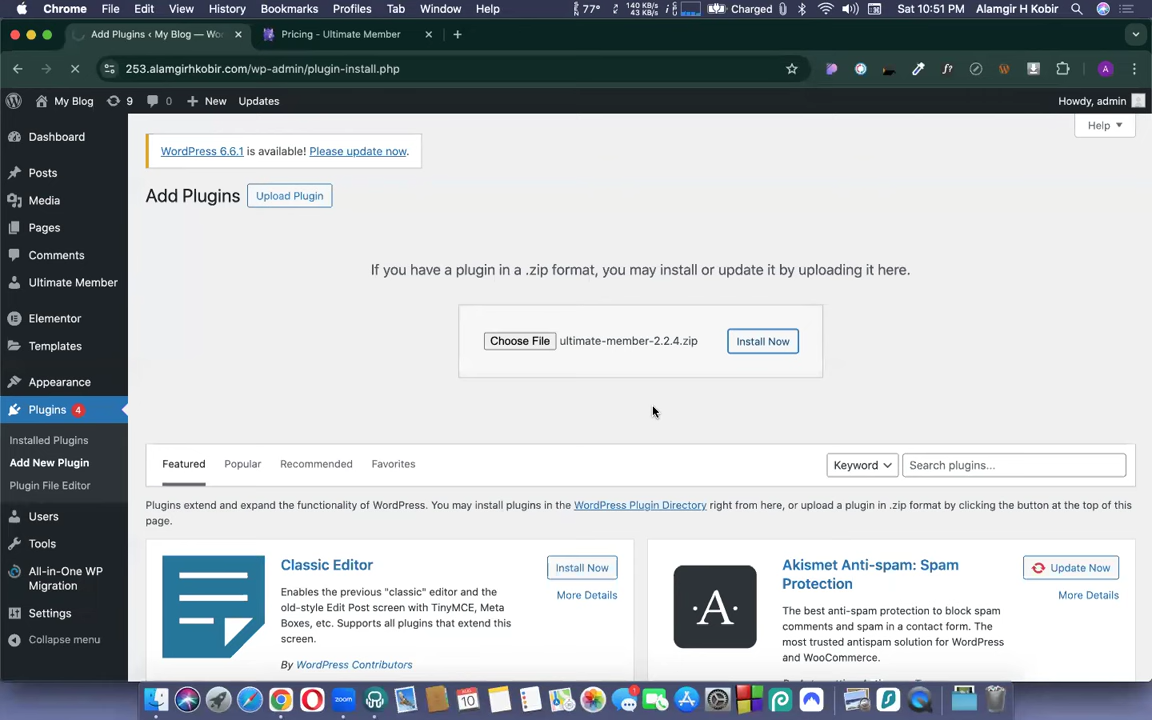 Chrome File Edit View History Bookmarks Profiles Tab Window Help 77° 140 KB/s 43 KB/s Charged Sat 10:51 PM Alamgir H Kobir
Add Plugins ‹ My Blog — Wo Pricing - Ultimate Member
253.alamgirhkobir.com/wp-admin/plugin-install.php
My Blog 9 0 New Updates Howdy, admin
Help
Dashboard
Posts
Media
Pages
Comments
Ultimate Member
Elementor
Templates
Appearance
Plugins 4
Installed Plugins
Add New Plugin
Plugin File Editor
Users
Tools
All-in-One WP
Migration
Settings
Collapse menu
WordPress 6.6.1 is available! Please update now.
Add Plugins Upload Plugin
If you have a plugin in a .zip format, you may install or update it by uploading it here.
Choose File ultimate-member-2.2.4.zip Install Now
Featured Popular Recommended Favorites Keyword Search plugins...
Plugins extend and expand the functionality of WordPress. You may install plugins in the WordPress Plugin Directory right from here, or upload a plugin in .zip format by clicking the button at the top of this
page.
Classic Editor
Install Now
More Details
Enables the previous "classic" editor and the
old-style Edit Post screen with TinyMCE, Meta
Boxes, etc. Supports all plugins that extend this
screen.
By WordPress Contributors
Akismet Anti-spam: Spam
Protection
Update Now
More Details
The best anti-spam protection to block spam
comments and spam in a contact form. The
most trusted antispam solution for WordPress
and WooCommerce.